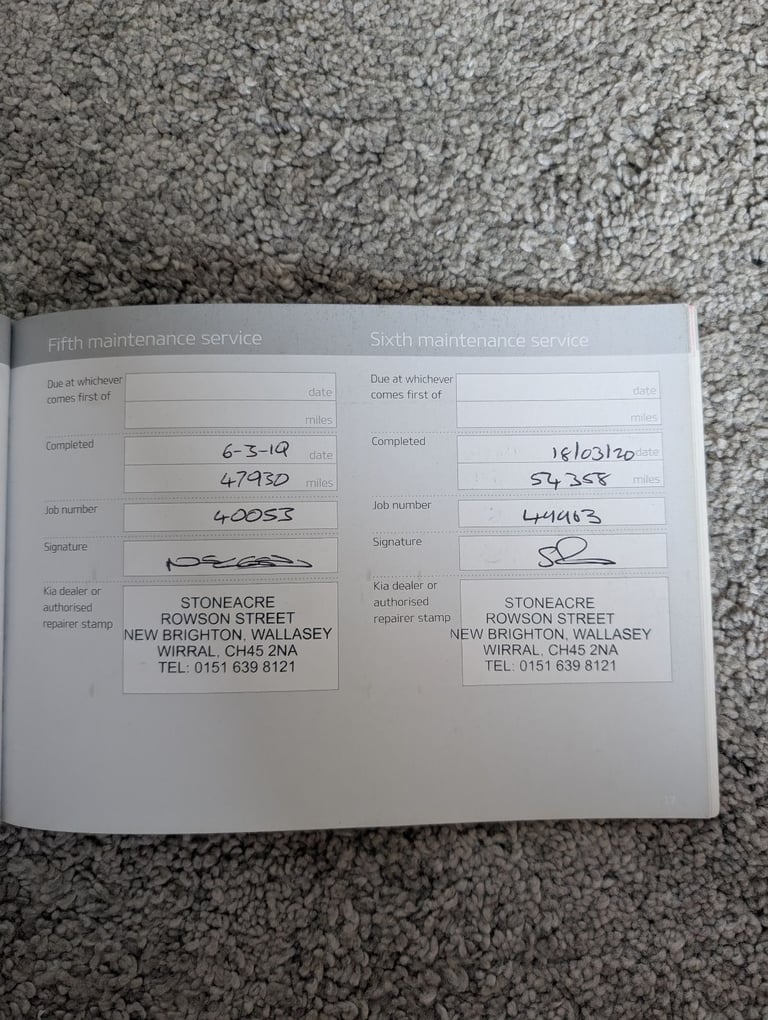 Fifth maintenance service
Due at whichever
comes first of
date
miles
Completed
6-3-19 date
47930 miles
Job number
40053
Signature
Kia dealer or
authorised
repairer stamp
STONEACRE
ROWSON STREET
NEW BRIGHTON, WALLASEY
WIRRAL, CH45 2NA
TEL: 0151 639 8121
Sixth maintenance service
Due at whichever
comes first of
date
miles
Completed
18/03/20 date
54358 miles
Job number
44963
Signature
Kia dealer or
authorised
repairer stamp
STONEACRE
ROWSON STREET
NEW BRIGHTON, WALLASEY
WIRRAL, CH45 2NA
TEL: 0151 639 8121
17